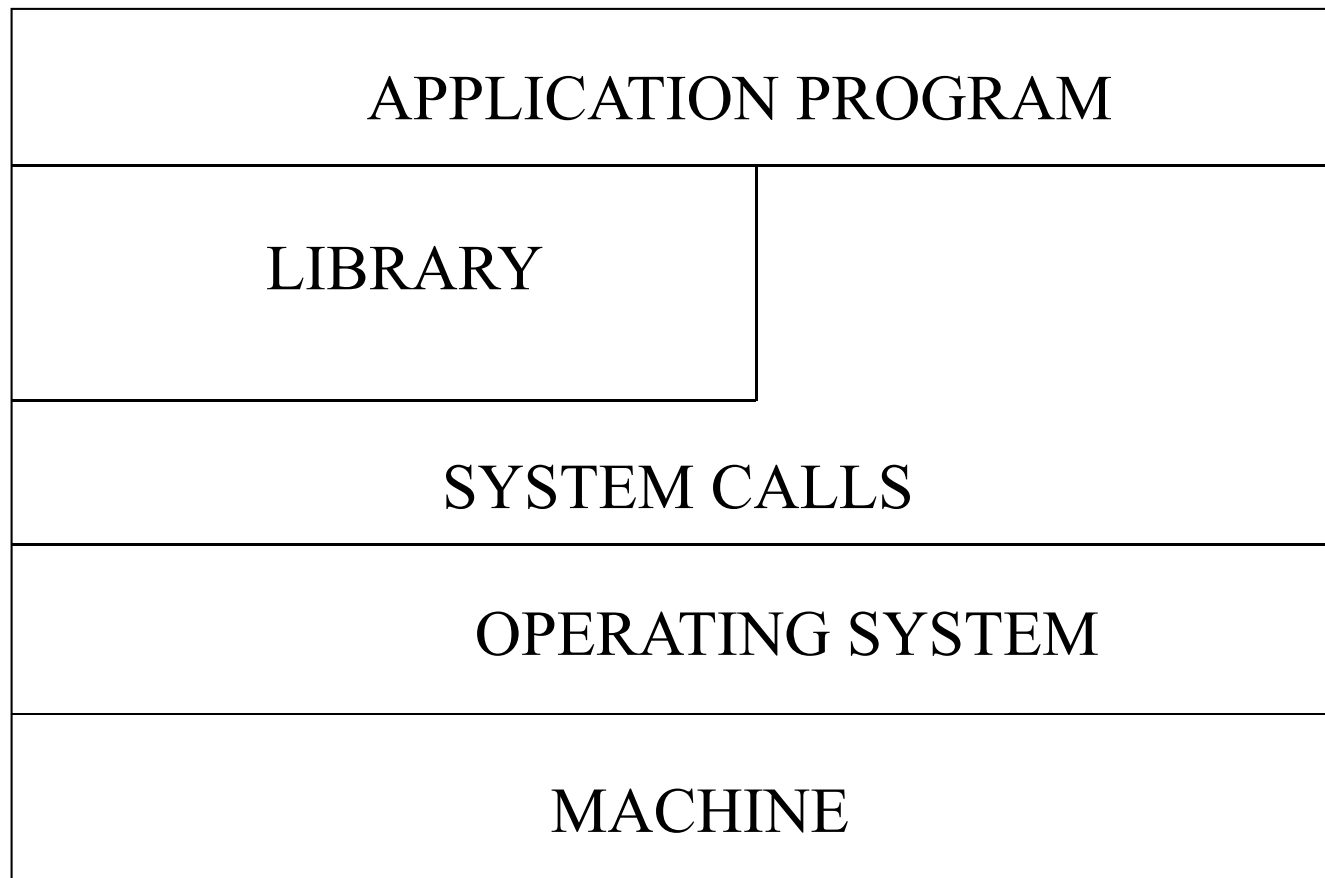 APPLICATION PROGRAM
LIBRARY
SYSTEM CALLS
OPERATING SYSTEM
MACHINE